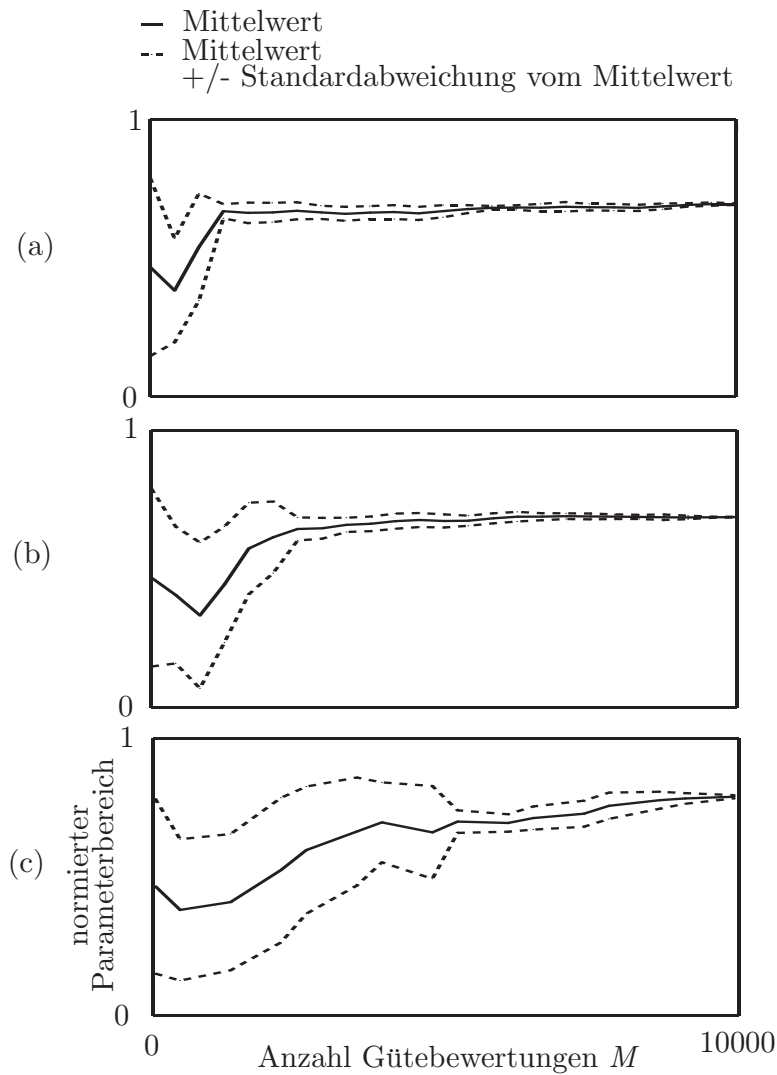 Mittelwert
Mittelwert
+/- Standardabweichung vom Mittelwert
1
(a)
0
1
(b)
0
1
(c)
normierter
Parameterbereich
0
0
10000
Anzahl Gütebewertungen M